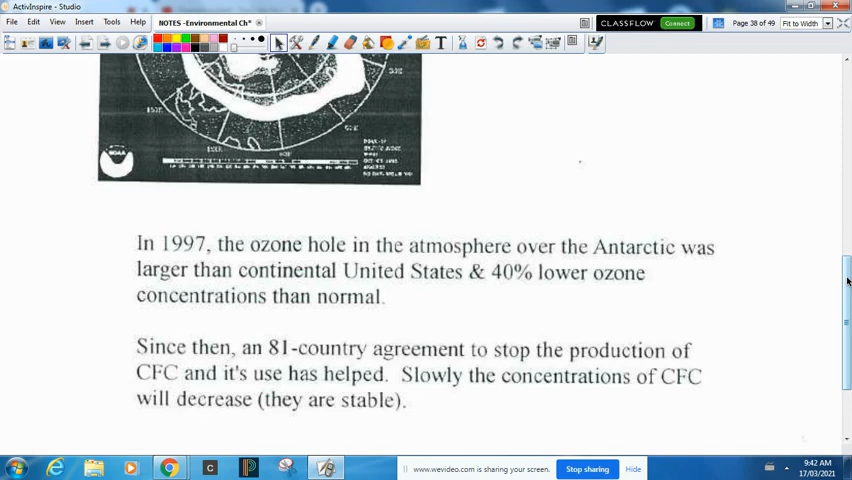 ActivInspire - Studio
File Edit View Insert Tools Help NOTES -Environmental Ch* CLASSFLOW Connect Page 38 of 49 Fit to Width
150E
NOAA
In 1997, the ozone hole in the atmosphere over the Antarctic was
larger than continental United States & 40% lower ozone
concentrations than normal.
Since then, an 81-country agreement to stop the production of
CFC and it's use has helped. Slowly the concentrations of CFC
will decrease (they are stable).
www.wevideo.com is sharing your screen. Stop sharing Hide
9:42 AM
17/03/2021